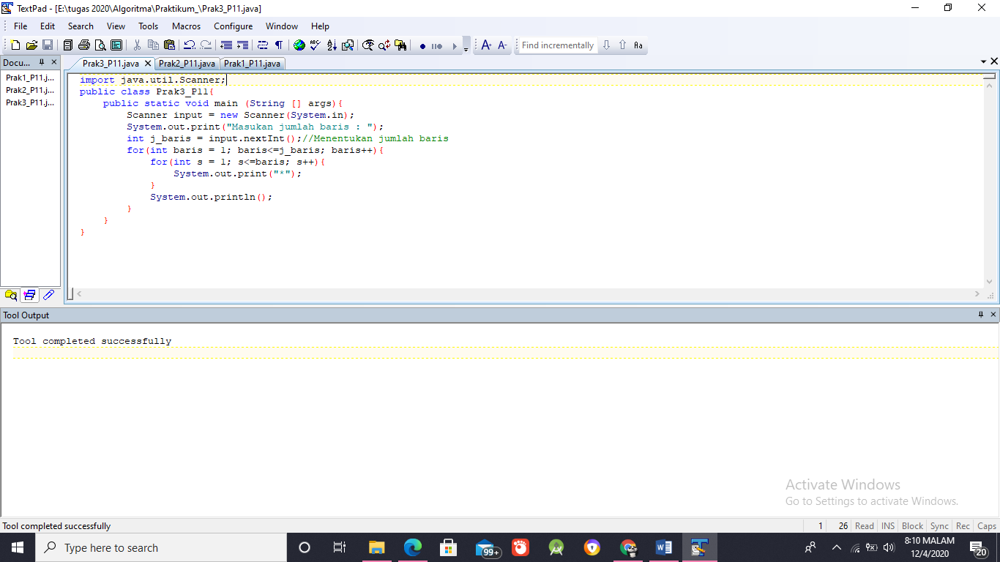 TextPad - [E:\tugas 2020\Algoritma\Praktikum_\Prak3_P11.java]
File Edit Search View Tools Macros Configure Window Help
Find incrementally
Docu...
Prak3_P11.java Prak2_P11.java Prak1_P11.java
Prak1_P11.j...
Prak2_P11.j...
Prak3_P11.j...
import java.util.Scanner;
public class Prak3_P11{
    public static void main (String [] args){
        Scanner input = new Scanner(System.in);
        System.out.print("Masukan jumlah baris : ");
        int j_baris = input.nextInt();//Menentukan jumlah baris
        for(int baris = 1; baris<=j_baris; baris++){
            for(int s = 1; s<=baris; s++){
                System.out.print("*");
            }
            System.out.println();
        }
    }
}
Tool Output
Tool completed successfully
Activate Windows
Go to Settings to activate Windows.
Tool completed successfully 1 26 Read INS Block Sync Rec Caps
Type here to search
99+
8:10 MALAM
12/4/2020
20